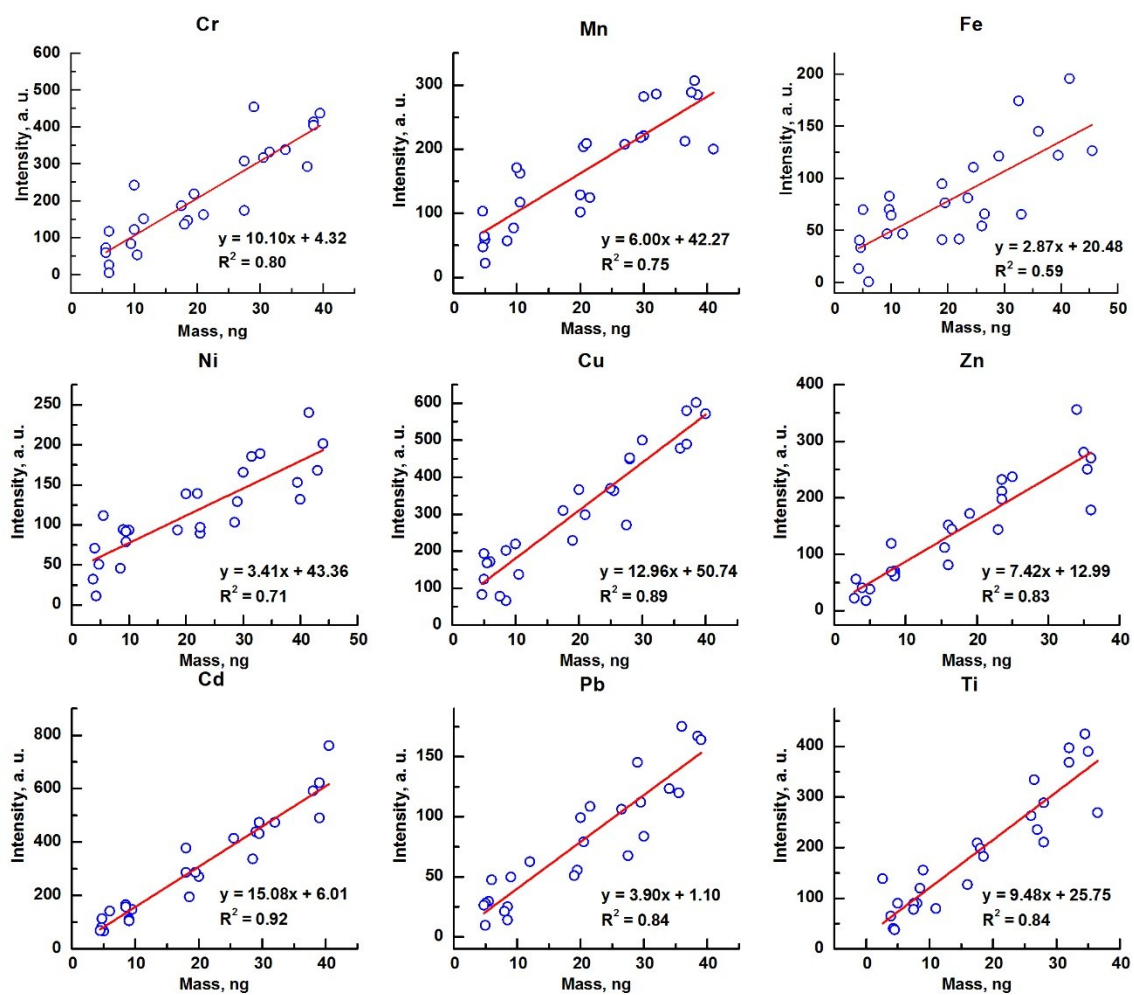 Cr
Intensity, a. u.
600
500
400
300
200
100
0
0 10 20 30 40
Mass, ng
y = 10.10x + 4.32
R² = 0.80
Mn
Intensity, a. u.
300
200
100
0
0 10 20 30 40
Mass, ng
y = 6.00x + 42.27
R² = 0.75
Fe
Intensity, a. u.
200
150
100
50
0
0 10 20 30 40
Mass, ng
y = 2.87x + 20.48
R² = 0.59
Ni
Intensity, a. u.
250
200
150
100
50
0
0 10 20 30 40 50
Mass, ng
y = 3.41x + 43.36
R² = 0.71
Cu
Intensity, a. u.
600
500
400
300
200
100
0
0 10 20 30 40
Mass, ng
y = 12.96x + 50.74
R² = 0.89
Zn
Intensity, a. u.
400
300
200
100
0
0 10 20 30 40
Mass, ng
y = 7.42x + 12.99
R² = 0.83
Cd
Intensity, a. u.
800
600
400
200
0
0 10 20 30 40
Mass, ng
y = 15.08x + 6.01
R² = 0.92
Pb
Intensity, a. u.
150
100
50
0
0 10 20 30 40
Mass, ng
y = 3.90x + 1.10
R² = 0.84
Ti
Intensity, a. u.
400
300
200
100
0
0 10 20 30 40
Mass, ng
y = 9.48x + 25.75
R² = 0.84